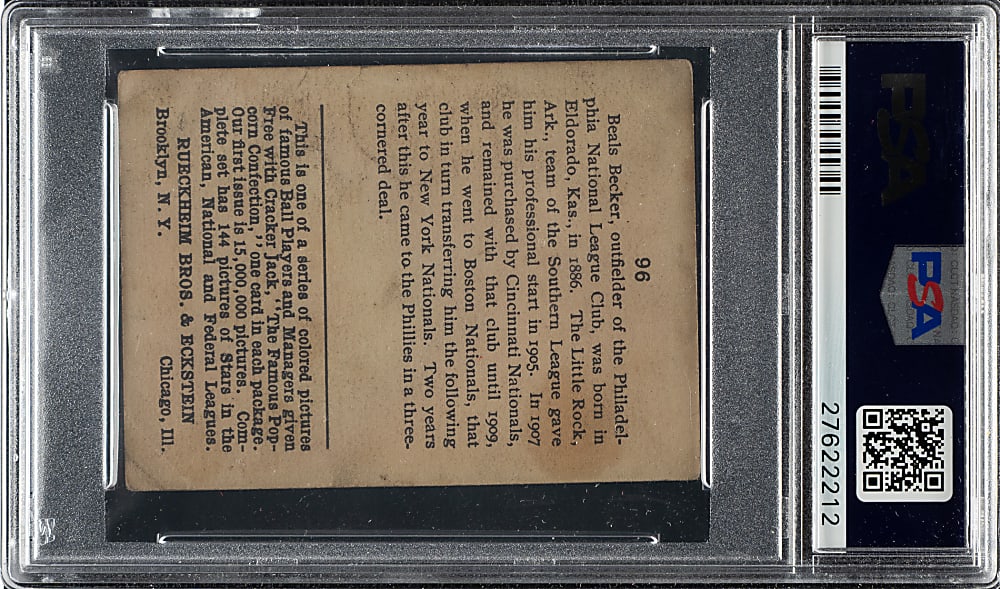 PSA
PSA
27622212
96
Beals Becker, outfielder of the Philadel-
phia National League Club, was born in
Eldorado, Kas., in 1886. The Little Rock,
Ark., team of the Southern League gave
him his professional start in 1905. In 1907
he was purchased by Cincinnati Nationals,
and remained with that club until 1909,
when he went to Boston Nationals, that
club in turn transferring him the following
year to New York Nationals. Two years
after this he came to the Phillies in a three-
cornered deal.
This is one of a series of colored pictures
of famous Ball Players and Managers given
Free with Cracker Jack, "The Famous Pop-
corn Confection," one card in each package.
Our first issue is 15,000,000 pictures. Com-
plete set has 144 pictures of Stars in the
American, National and Federal Leagues.
RUECKHEIM BROS. & ECKSTEIN
Brooklyn, N. Y. Chicago, Ill.